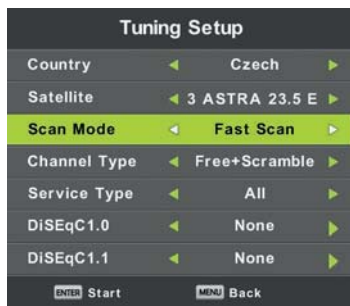 Tuning Setup
Country Czech
Satellite 3 ASTRA 23.5 E
Scan Mode Fast Scan
Channel Type Free+Scramble
Service Type All
DiSEqC1.0 None
DiSEqC1.1 None
ENTER Start MENU Back